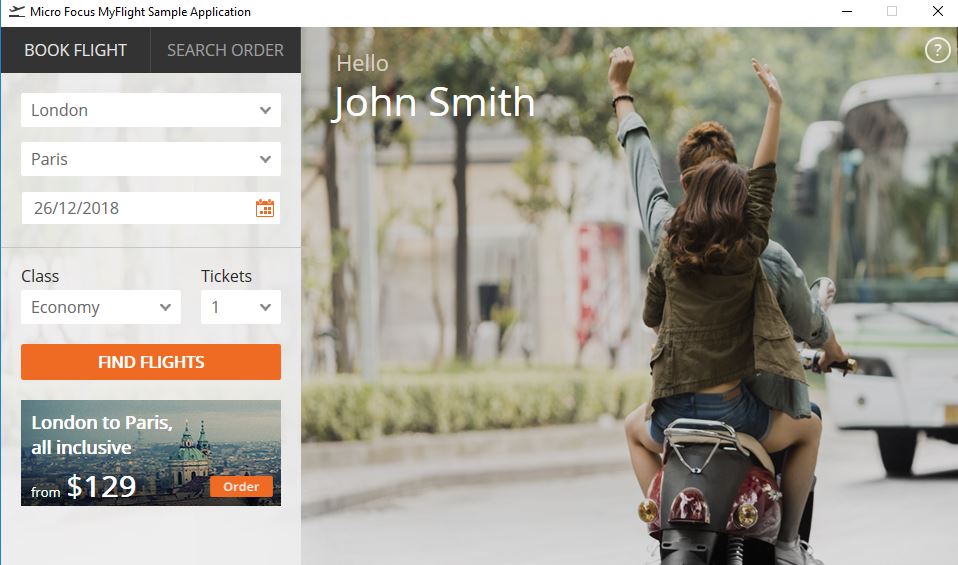 Micro Focus MyFlight Sample Application
BOOK FLIGHT
SEARCH ORDER
London
Paris
26/12/2018
Class
Tickets
Economy
1
FIND FLIGHTS
London to Paris,
all inclusive
from $129
Order
Hello
John Smith
?